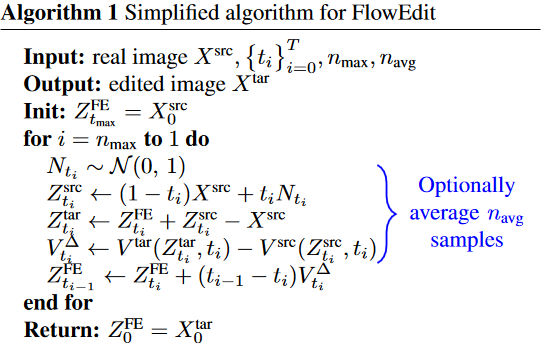 Algorithm 1 Simplified algorithm for FlowEdit
Input: real image $X^{\text{src}}, \{t_i\}_{i=0}^{T}, n_{\max}, n_{\text{avg}}$
Output: edited image $X^{\text{tar}}$
Init: $Z_{t_{\max}}^{\text{FE}} = X_0^{\text{src}}$
for $i = n_{\max}$ to 1 do
$N_{t_i} \sim \mathcal{N}(0, 1)$
$Z_{t_i}^{\text{src}} \leftarrow (1 - t_i)X^{\text{src}} + t_i N_{t_i}$
$Z_{t_i}^{\text{tar}} \leftarrow Z_{t_i}^{\text{FE}} + Z_{t_i}^{\text{src}} - X^{\text{src}}$
$V_{t_i}^{\Delta} \leftarrow V^{\text{tar}}(Z_{t_i}^{\text{tar}}, t_i) - V^{\text{src}}(Z_{t_i}^{\text{src}}, t_i)$
Optionally
average $n_{\text{avg}}$
samples
$Z_{t_{i-1}}^{\text{FE}} \leftarrow Z_{t_i}^{\text{FE}} + (t_{i-1} - t_i)V_{t_i}^{\Delta}$
end for
Return: $Z_0^{\text{FE}} = X_0^{\text{tar}}$